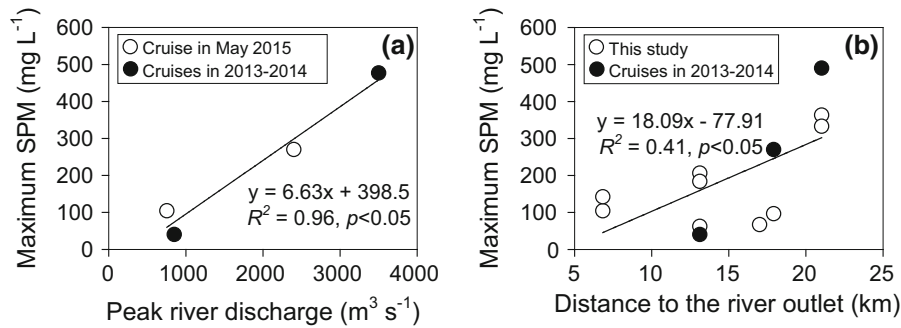 (a)
Cruise in May 2015
Cruises in 2013-2014
y = 6.63x + 398.5
R² = 0.96, p<0.05
Maximum SPM (mg L⁻¹)
600
500
400
300
200
100
0
0
1000
2000
3000
4000
Peak river discharge (m³ s⁻¹)
(b)
This study
Cruises in 2013-2014
y = 18.09x - 77.91
R² = 0.41, p<0.05
Maximum SPM (mg L⁻¹)
600
500
400
300
200
100
0
5
10
15
20
25
Distance to the river outlet (km)